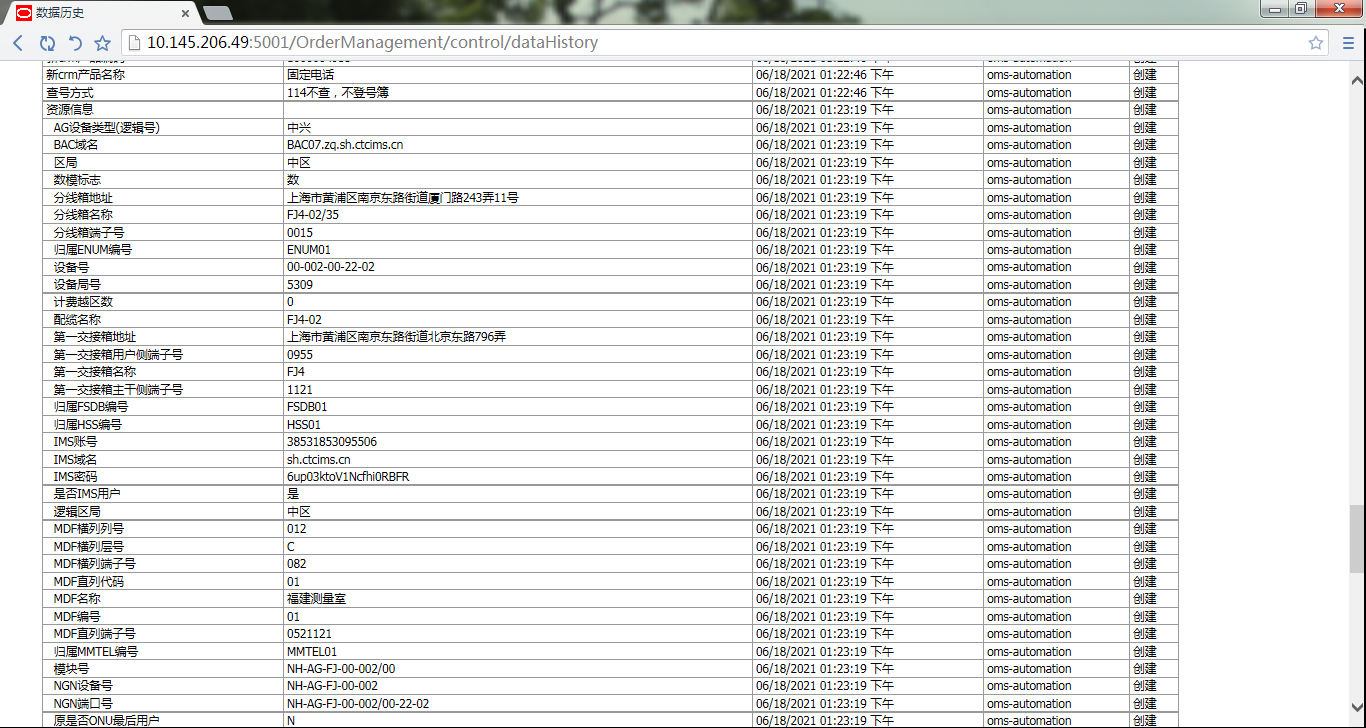 数据历史
10.145.206.49:5001/OrderManagement/control/dataHistory
新crm产品名称 固定电话 06/18/2021 01:22:46 下午 oms-automation 创建
查号方式 114不查，不登号簿 06/18/2021 01:22:46 下午 oms-automation 创建
资源信息 06/18/2021 01:23:19 下午 oms-automation 创建
AG设备类型(逻辑号) 中兴 06/18/2021 01:23:19 下午 oms-automation 创建
BAC域名 BAC07.zq.sh.ctcims.cn 06/18/2021 01:23:19 下午 oms-automation 创建
区局 中区 06/18/2021 01:23:19 下午 oms-automation 创建
数模标志 数 06/18/2021 01:23:19 下午 oms-automation 创建
分线箱地址 上海市黄浦区南京东路街道厦门路243弄11号 06/18/2021 01:23:19 下午 oms-automation 创建
分线箱名称 FJ4-02/35 06/18/2021 01:23:19 下午 oms-automation 创建
分线箱端子号 0015 06/18/2021 01:23:19 下午 oms-automation 创建
归属ENUM编号 ENUM01 06/18/2021 01:23:19 下午 oms-automation 创建
设备号 00-002-00-22-02 06/18/2021 01:23:19 下午 oms-automation 创建
设备局号 5309 06/18/2021 01:23:19 下午 oms-automation 创建
计费越区数 0 06/18/2021 01:23:19 下午 oms-automation 创建
配缆名称 FJ4-02 06/18/2021 01:23:19 下午 oms-automation 创建
第一交接箱地址 上海市黄浦区南京东路街道北京东路796弄 06/18/2021 01:23:19 下午 oms-automation 创建
第一交接箱用户侧端子号 0955 06/18/2021 01:23:19 下午 oms-automation 创建
第一交接箱名称 FJ4 06/18/2021 01:23:19 下午 oms-automation 创建
第一交接箱主干侧端子号 1121 06/18/2021 01:23:19 下午 oms-automation 创建
归属FSDB编号 FSDB01 06/18/2021 01:23:19 下午 oms-automation 创建
归属HSS编号 HSS01 06/18/2021 01:23:19 下午 oms-automation 创建
IMS账号 38531853095506 06/18/2021 01:23:19 下午 oms-automation 创建
IMS域名 sh.ctcims.cn 06/18/2021 01:23:19 下午 oms-automation 创建
IMS密码 6up03ktoV1Ncfhi0RBFR 06/18/2021 01:23:19 下午 oms-automation 创建
是否IMS用户 是 06/18/2021 01:23:19 下午 oms-automation 创建
逻辑区局 中区 06/18/2021 01:23:19 下午 oms-automation 创建
MDF横列列号 012 06/18/2021 01:23:19 下午 oms-automation 创建
MDF横列层号 C 06/18/2021 01:23:19 下午 oms-automation 创建
MDF横列端子号 082 06/18/2021 01:23:19 下午 oms-automation 创建
MDF直列代码 01 06/18/2021 01:23:19 下午 oms-automation 创建
MDF名称 福建测量室 06/18/2021 01:23:19 下午 oms-automation 创建
MDF编号 01 06/18/2021 01:23:19 下午 oms-automation 创建
MDF直列端子号 0521121 06/18/2021 01:23:19 下午 oms-automation 创建
归属MMTEL编号 MMTEL01 06/18/2021 01:23:19 下午 oms-automation 创建
模块号 NH-AG-FJ-00-002/00 06/18/2021 01:23:19 下午 oms-automation 创建
NGN设备号 NH-AG-FJ-00-002 06/18/2021 01:23:19 下午 oms-automation 创建
NGN端口号 NH-AG-FJ-00-002/00-22-02 06/18/2021 01:23:19 下午 oms-automation 创建
原是否ONU最后用户 N 06/18/2021 01:23:19 下午 oms-automation 创建